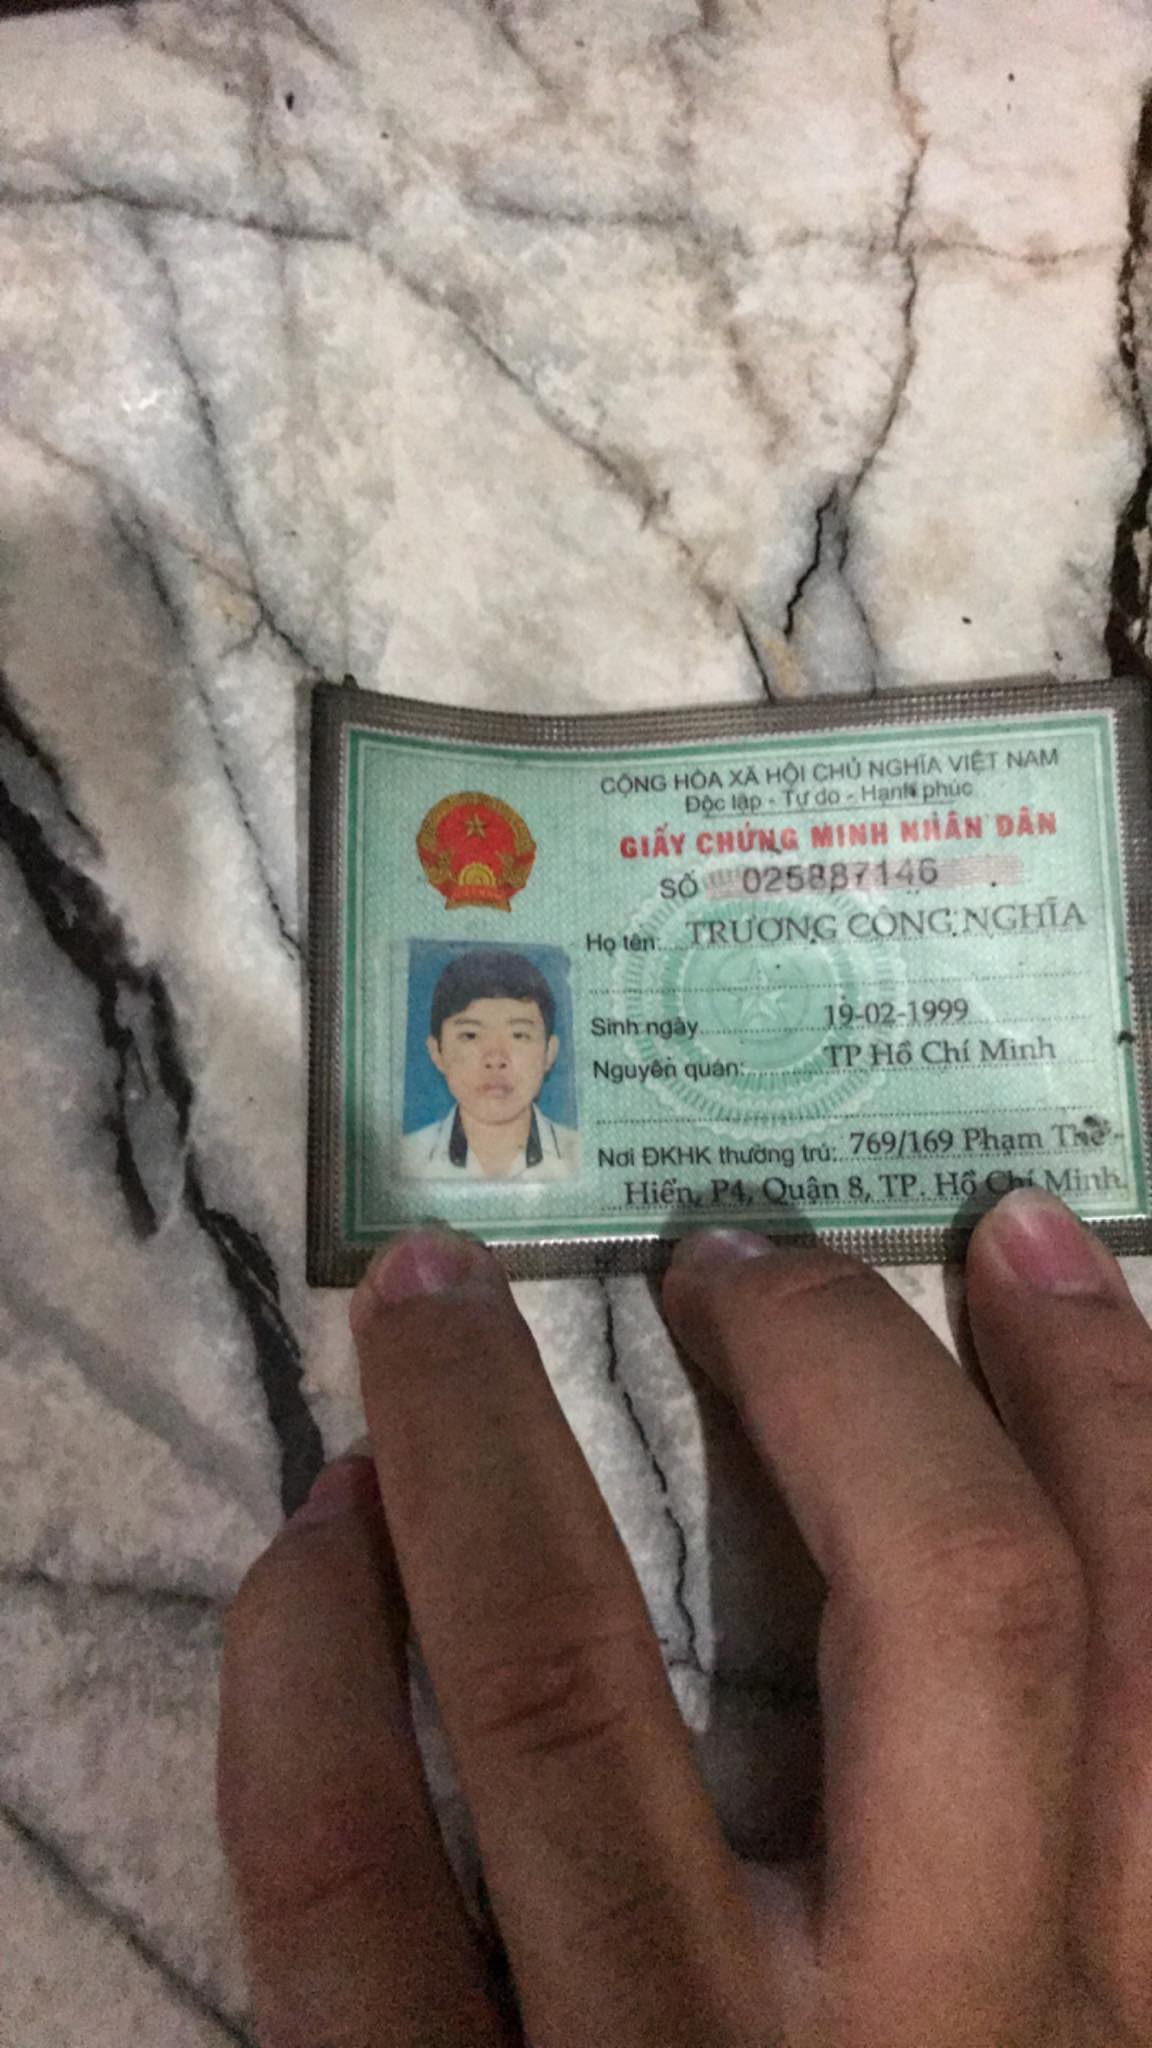 CỘNG HÒA XÃ HỘI CHỦ NGHĨA VIỆT NAM
Độc lập - Tự do - Hạnh phúc
GIẤY CHỨNG MINH NHÂN DÂN
SỐ 025887146
Họ tên: TRƯƠNG CÔNG NGHĨA
Sinh ngày 19-02-1999
Nguyên quán: TP Hồ Chí Minh
Nơi ĐKHK thường trú: 769/169 Phạm Thế
Hiển, P4, Quận 8, TP. Hồ Chí Minh.